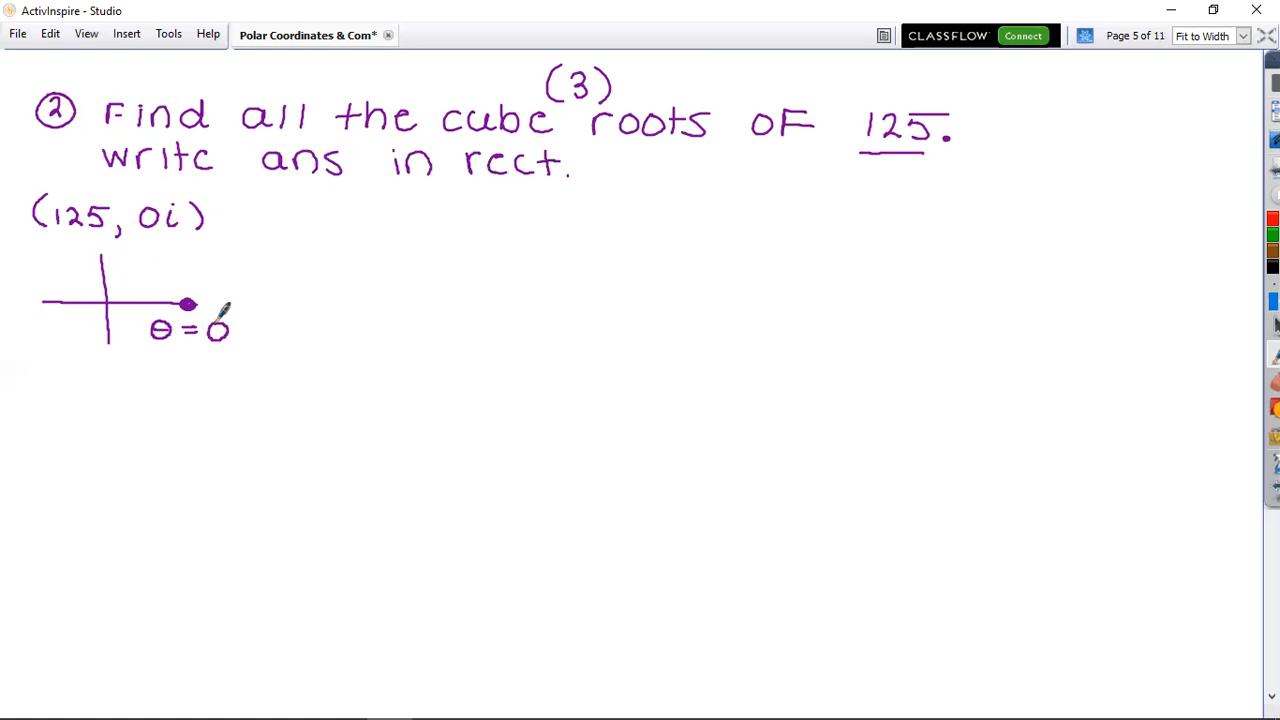 ActivInspire - Studio
File Edit View Insert Tools Help Polar Coordinates & Com* CLASSFLOW Connect Page 5 of 11 Fit to Width
(3)
② Find all the cube roots of 125.
write ans in rect.
(125, 0i)
θ = 0